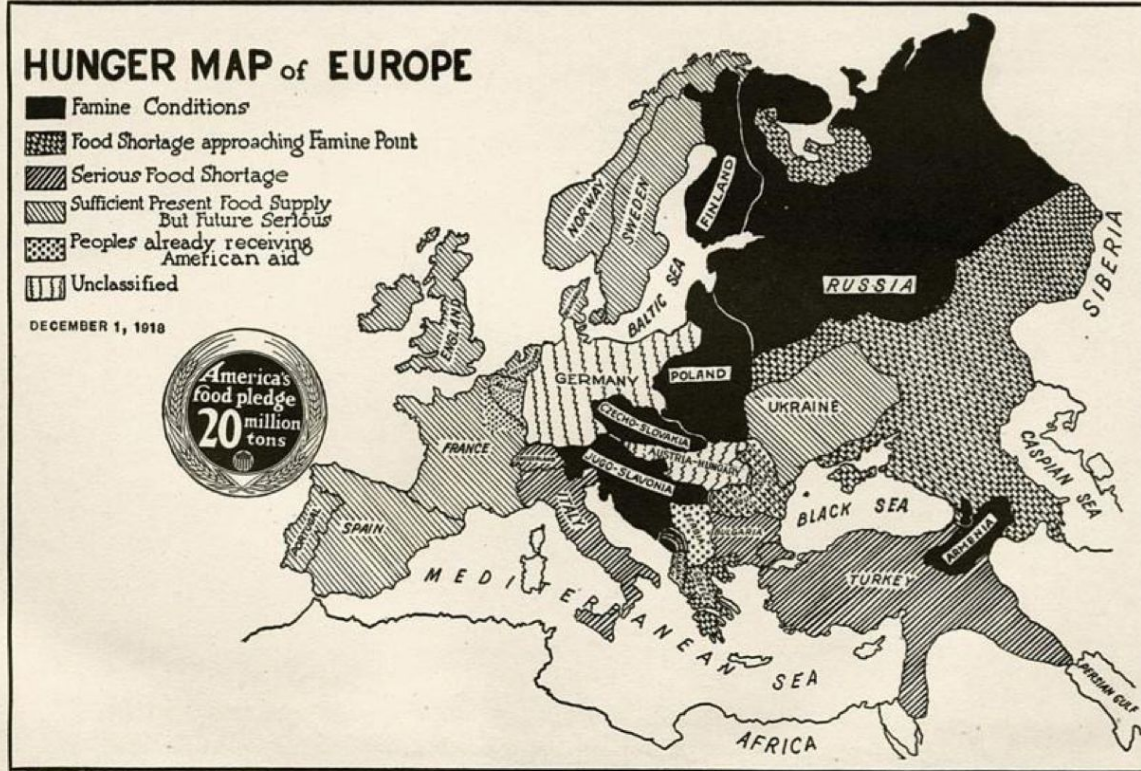 HUNGER MAP of EUROPE
Famine Conditions
Food Shortage approaching Famine Point
Serious Food Shortage
Sufficient Present Food Supply
But Future Serious
Peoples already receiving
American aid
Unclassified
DECEMBER 1, 1918
America's
food pledge
20 million
tons
NORWAY
SWEDEN
FINLAND
BALTIC SEA
RUSSIA
SIBERIA
ENGLAND
GERMANY
POLAND
UKRAINE
CZECHO-SLOVAKIA
AUSTRIA-HUNGARY
JUGO-SLAVONIA
FRANCE
ITALY
SPAIN
PORTUGAL
BULGARIA
BLACK SEA
CASPIAN SEA
ARMENIA
TURKEY
MEDITERRANEAN SEA
PERSIAN GULF
AFRICA